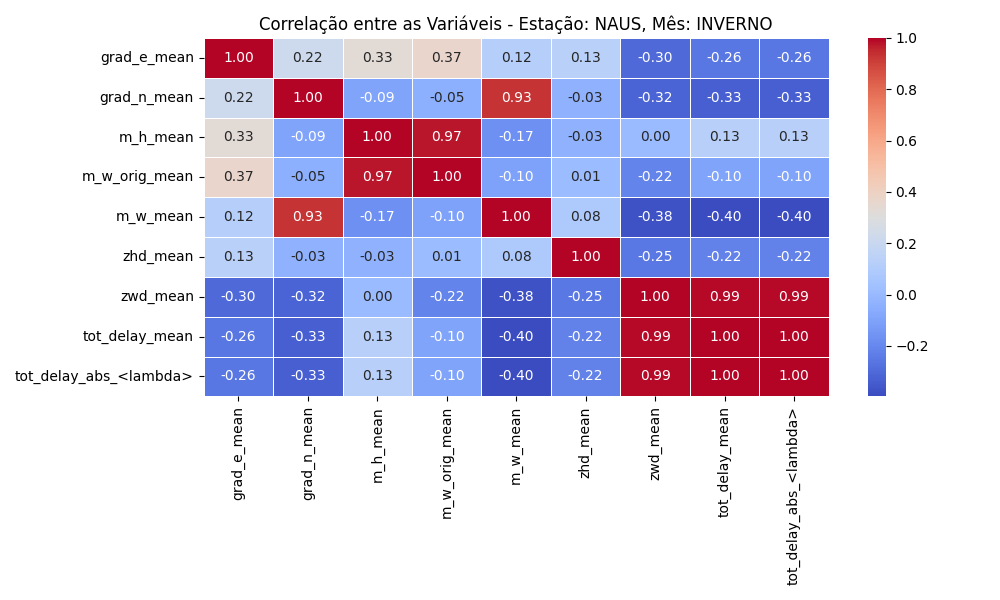 Correlação entre as Variáveis - Estação: NAUS, Mês: INVERNO
grad_e_mean 1.00 0.22 0.33 0.37 0.12 0.13 -0.30 -0.26 -0.26
grad_n_mean 0.22 1.00 -0.09 -0.05 0.93 -0.03 -0.32 -0.33 -0.33
m_h_mean 0.33 -0.09 1.00 0.97 -0.17 -0.03 0.00 0.13 0.13
m_w_orig_mean 0.37 -0.05 0.97 1.00 -0.10 0.01 -0.22 -0.10 -0.10
m_w_mean 0.12 0.93 -0.17 -0.10 1.00 0.08 -0.38 -0.40 -0.40
zhd_mean 0.13 -0.03 -0.03 0.01 0.08 1.00 -0.25 -0.22 -0.22
zwd_mean -0.30 -0.32 0.00 -0.22 -0.38 -0.25 1.00 0.99 0.99
tot_delay_mean -0.26 -0.33 0.13 -0.10 -0.40 -0.22 0.99 1.00 1.00
tot_delay_abs_<lambda> -0.26 -0.33 0.13 -0.10 -0.40 -0.22 0.99 1.00 1.00
grad_e_mean
grad_n_mean
m_h_mean
m_w_orig_mean
m_w_mean
zhd_mean
zwd_mean
tot_delay_mean
tot_delay_abs_<lambda>
1.0
0.8
0.6
0.4
0.2
0.0
−0.2